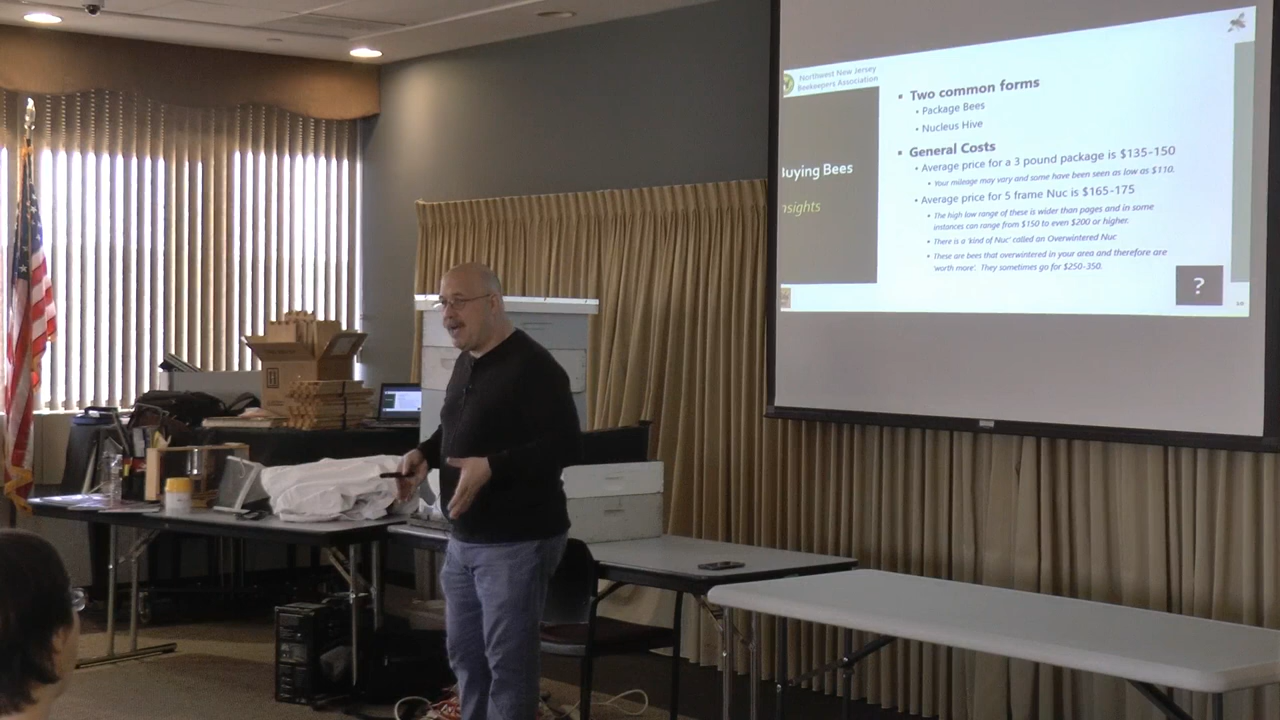 Northwest New Jersey
Beekeepers Association
uying Bees
nsights
▪ Two common forms
• Package Bees
• Nucleus Hive
▪ General Costs
• Average price for a 3 pound package is $135-150
• Your mileage may vary and some have been seen as low as $110.
• Average price for 5 frame Nuc is $165-175
• The high low range of these is wider than pages and in some
instances can range from $150 to even $200 or higher.
• There is a 'kind of Nuc' called an Overwintered Nuc
• These are bees that overwintered in your area and therefore are
'worth more'. They sometimes go for $250-350.
?